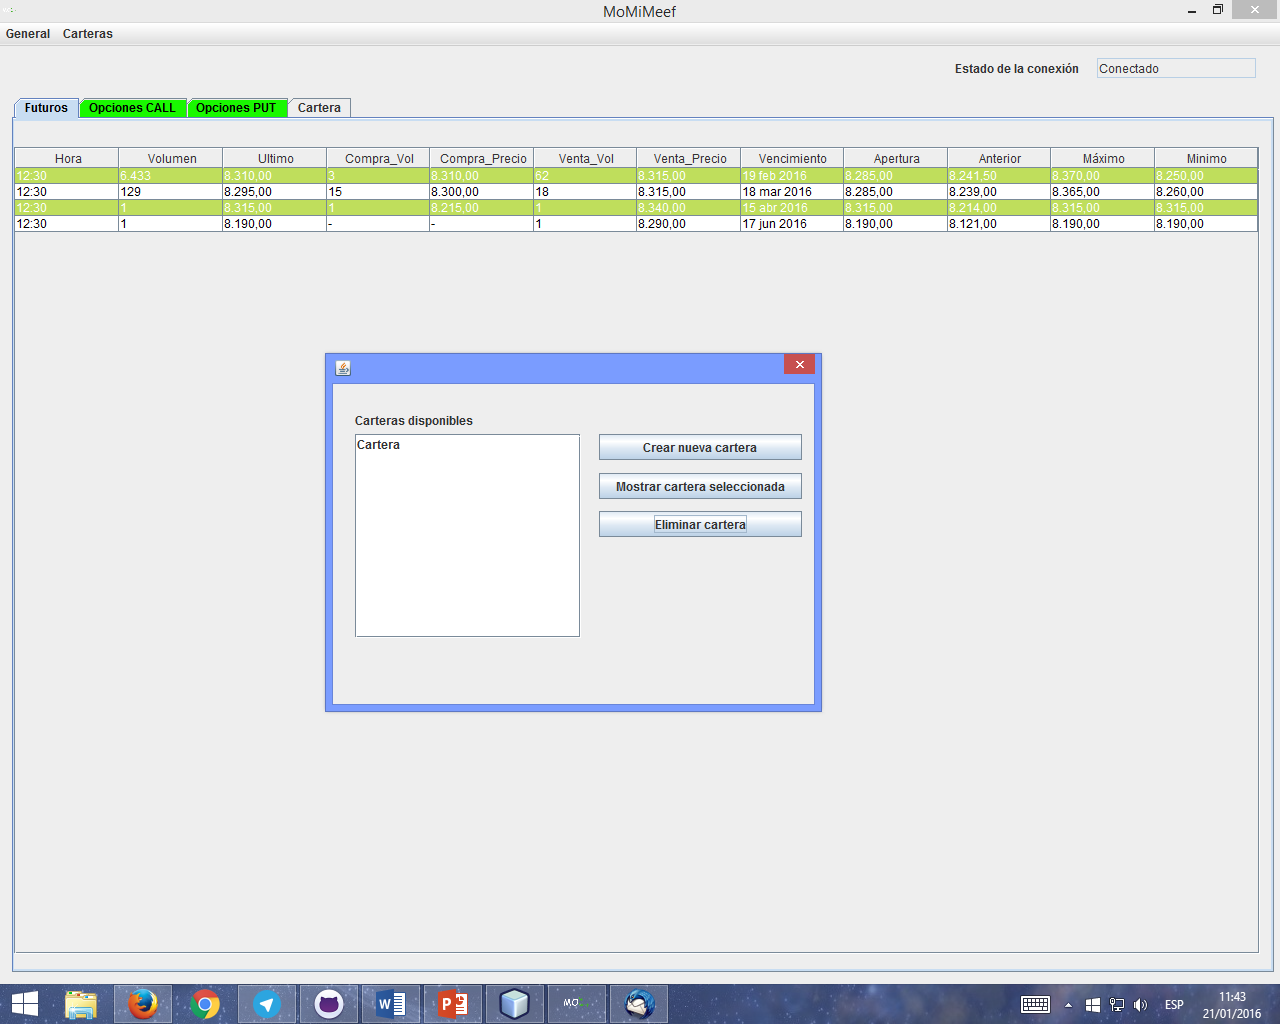 MoMiMeef
General Carteras
Estado de la conexión Conectado
Futuros Opciones CALL Opciones PUT Cartera
Hora Volumen Ultimo Compra_Vol Compra_Precio Venta_Vol Venta_Precio Vencimiento Apertura Anterior Máximo Minimo
12:30 6.433 8.310,00 3 8.310,00 62 8.315,00 19 feb 2016 8.285,00 8.241,50 8.370,00 8.250,00
12:30 129 8.295,00 15 8.300,00 18 8.315,00 18 mar 2016 8.285,00 8.239,00 8.365,00 8.260,00
12:30 1 8.315,00 1 8.215,00 1 8.340,00 15 abr 2016 8.315,00 8.214,00 8.315,00 8.315,00
12:30 1 8.190,00 - - 1 8.290,00 17 jun 2016 8.190,00 8.121,00 8.190,00 8.190,00
Carteras disponibles
Cartera
Crear nueva cartera
Mostrar cartera seleccionada
Eliminar cartera
MO
ESP
11:43
21/01/2016